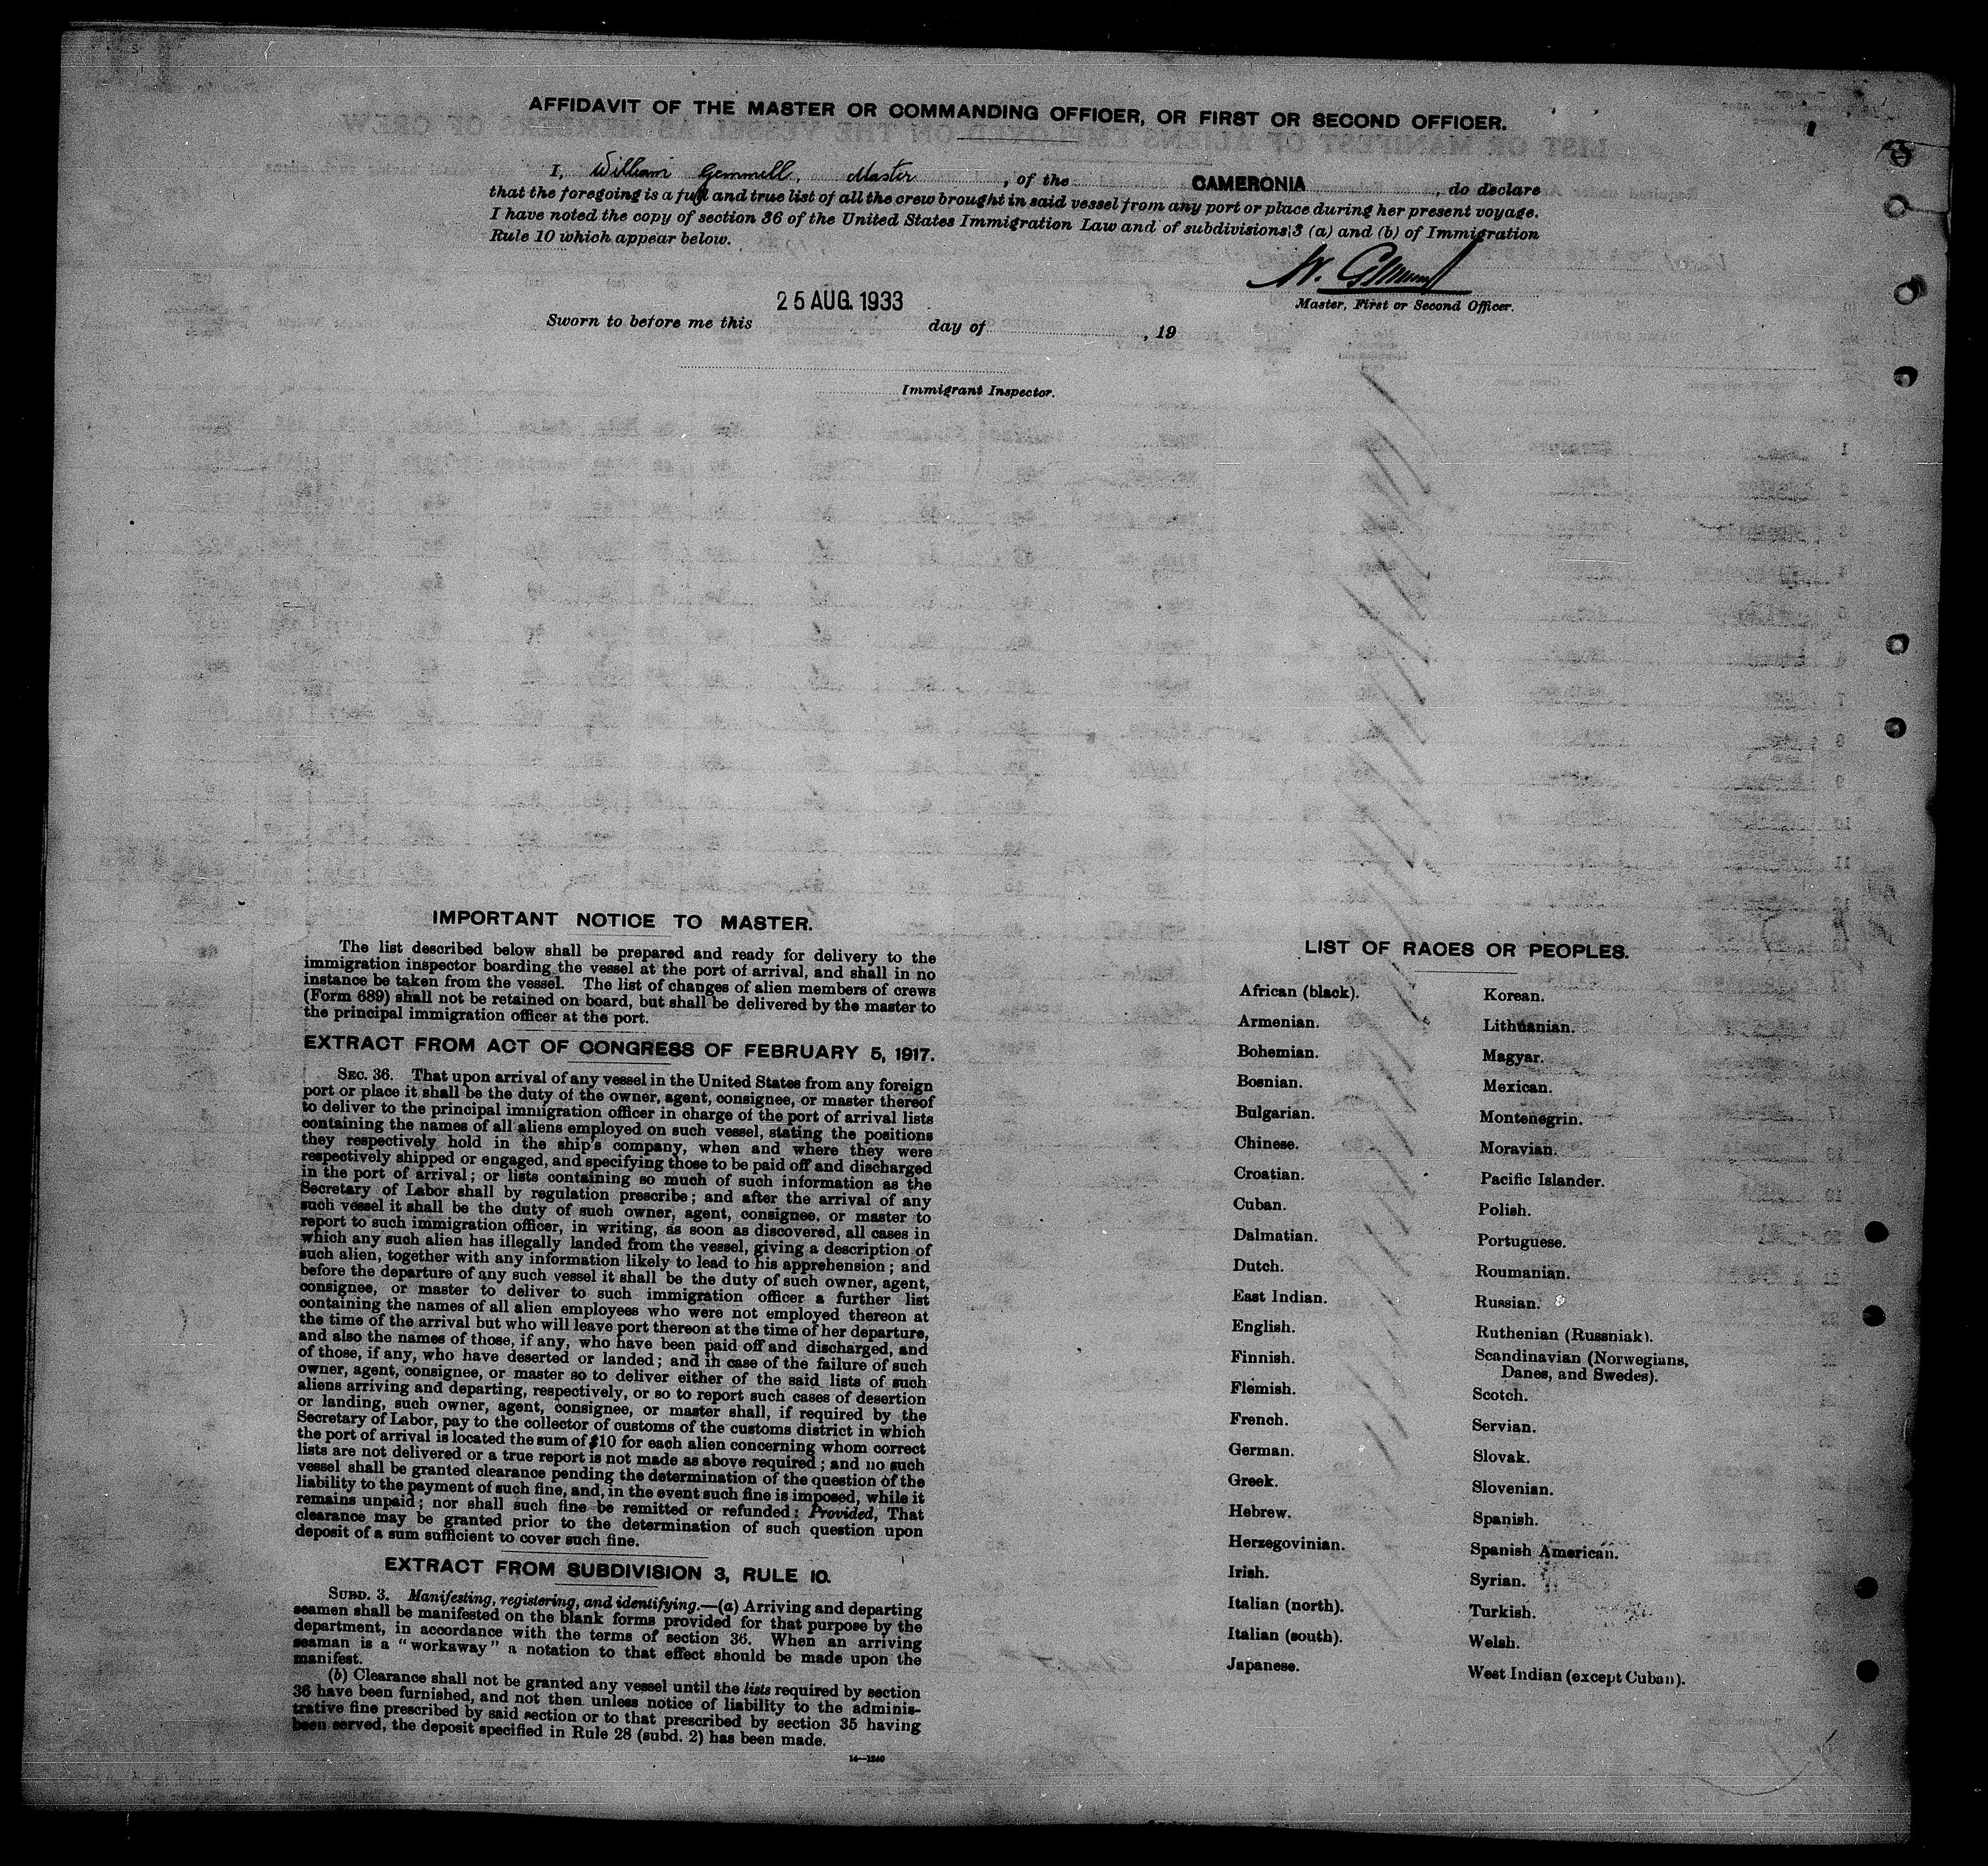 AFFIDAVIT OF THE MASTER OR COMMANDING OFFICER, OR FIRST OR SECOND OFFICER.
I, William Gemmell, Master, of the CAMERONIA, do declare
that the foregoing is a full and true list of all the crew brought in said vessel from any port or place during her present voyage.
I have noted the copy of section 36 of the United States Immigration Law and of subdivisions 3 (a) and (b) of Immigration
Rule 10 which appear below.
W. Gemmell
Master, First or Second Officer.
25 AUG. 1933
Sworn to before me this day of , 19
Immigrant Inspector.
IMPORTANT NOTICE TO MASTER.
The list described below shall be prepared and ready for delivery to the
immigration inspector boarding the vessel at the port of arrival, and shall in no
instance be taken from the vessel. The list of changes of alien members of crews
(Form 689) shall not be retained on board, but shall be delivered by the master to
the principal immigration officer at the port.
EXTRACT FROM ACT OF CONGRESS OF FEBRUARY 5, 1917.
SEC. 36. That upon arrival of any vessel in the United States from any foreign
port or place it shall be the duty of the owner, agent, consignee, or master thereof
to deliver to the principal immigration officer in charge of the port of arrival lists
containing the names of all aliens employed on such vessel, stating the positions
they respectively hold in the ship's company, when and where they were
respectively shipped or engaged, and specifying those to be paid off and discharged
in the port of arrival; or lists containing so much of such information as the
Secretary of Labor shall by regulation prescribe; and after the arrival of any
such vessel it shall be the duty of such owner, agent, consignee, or master to
report to such immigration officer, in writing, as soon as discovered, all cases in
which any such alien has illegally landed from the vessel, giving a description of
such alien, together with any information likely to lead to his apprehension; and
before the departure of any such vessel it shall be the duty of such owner, agent,
consignee, or master to deliver to such immigration officer a further list
containing the names of all alien employees who were not employed thereon at
the time of the arrival but who will leave port thereon at the time of her departure,
and also the names of those, if any, who have been paid off and discharged, and
of those, if any, who have deserted or landed; and in case of the failure of such
owner, agent, consignee, or master so to deliver either of the said lists of such
aliens arriving and departing, respectively, or so to report such cases of desertion
or landing, such owner, agent, consignee, or master shall, if required by the
Secretary of Labor, pay to the collector of customs of the customs district in which
the port of arrival is located the sum of $10 for each alien concerning whom correct
lists are not delivered or a true report is not made as above required; and no such
vessel shall be granted clearance pending the determination of the question of the
liability to the payment of such fine, and, in the event such fine is imposed, while it
remains unpaid; nor shall such fine be remitted or refunded: Provided, That
clearance may be granted prior to the determination of such question upon
deposit of a sum sufficient to cover such fine.
EXTRACT FROM SUBDIVISION 3, RULE 10.
SUBD. 3. Manifesting, registering, and identifying.—(a) Arriving and departing
seamen shall be manifested on the blank forms provided for that purpose by the
department, in accordance with the terms of section 36. When an arriving
seaman is a "workaway" a notation to that effect should be made upon the
manifest.
(b) Clearance shall not be granted any vessel until the lists required by section
36 have been furnished, and not then unless notice of liability to the adminis-
trative fine prescribed by said section or to that prescribed by section 35 having
been served, the deposit specified in Rule 28 (subd. 2) has been made.
14—1240
LIST OF RACES OR PEOPLES.
African (black).
Armenian.
Bohemian.
Bosnian.
Bulgarian.
Chinese.
Croatian.
Cuban.
Dalmatian.
Dutch.
East Indian.
English.
Finnish.
Flemish.
French.
German.
Greek.
Hebrew.
Herzegovinian.
Irish.
Italian (north).
Italian (south).
Japanese.
Korean.
Lithuanian.
Magyar.
Mexican.
Montenegrin.
Moravian.
Pacific Islander.
Polish.
Portuguese.
Roumanian.
Russian.
Ruthenian (Russniak).
Scandinavian (Norwegians,
Danes, and Swedes).
Scotch.
Servian.
Slovak.
Slovenian.
Spanish.
Spanish American.
Syrian.
Turkish.
Welsh.
West Indian (except Cuban).